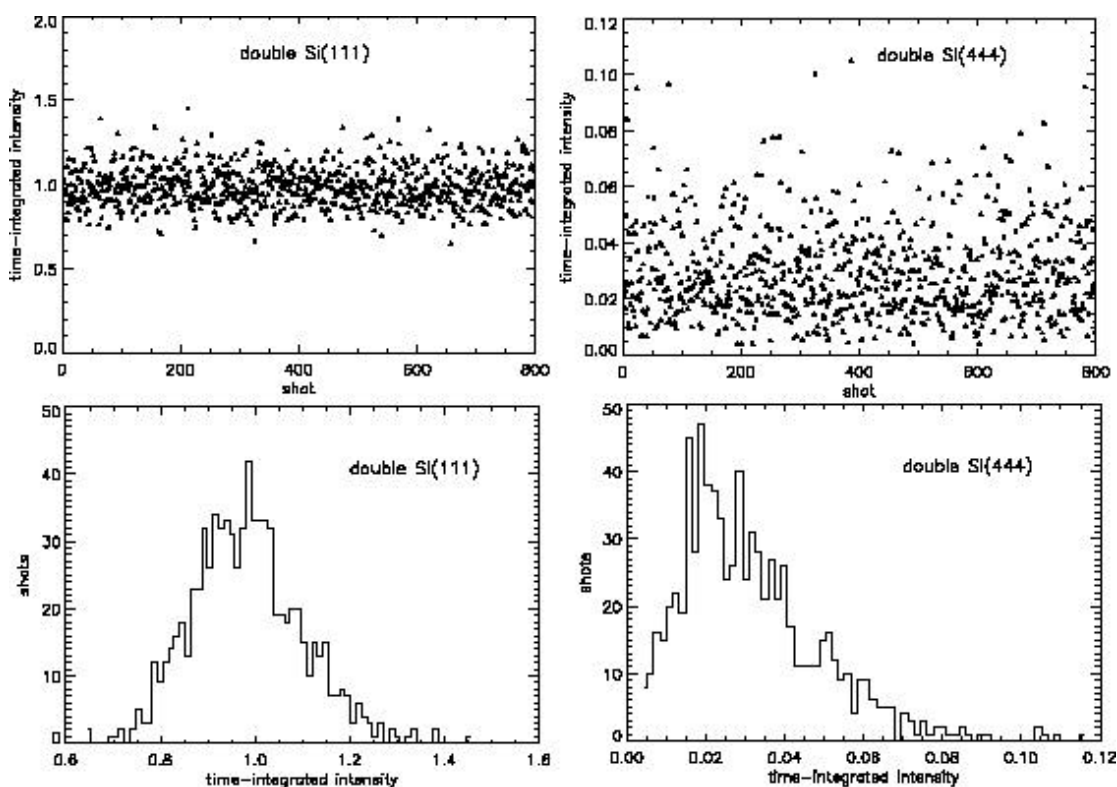 2.0
double Si(111)
1.5
1.0
0.5
0.0
time-integrated intensity
0 200 400 600 800
shot
0.12
double Si(444)
0.10
0.08
0.06
0.04
0.02
0.00
time-integrated intensity
0 200 400 600 800
shot
50
double Si(111)
40
30
20
10
0
shots
0.6 0.8 1.0 1.2 1.4 1.6
time-integrated intensity
50
double Si(444)
40
30
20
10
0
shots
0.00 0.02 0.04 0.06 0.08 0.10 0.12
time-integrated intensity